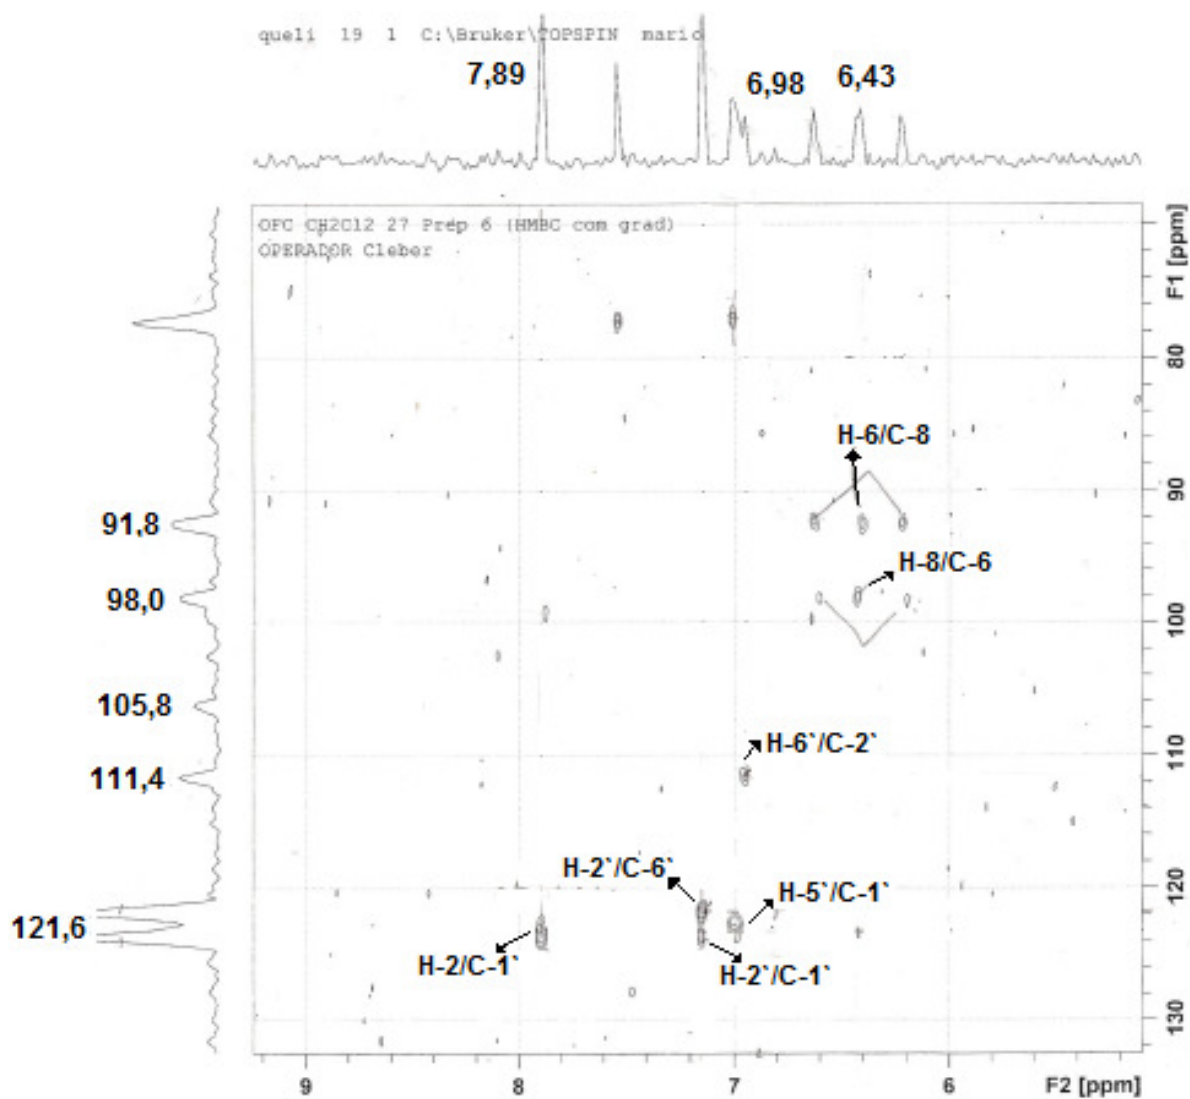 queli 19 1 C:\Bruker\TOPSPIN mario
7,89
6,98
6,43
OFC CH2Cl2 27 Prep 6 (HMBC com grad)
OPERADOR Cleber
F1 [ppm]
80
90
100
110
120
130
H-6/C-8
91,8
H-8/C-6
98,0
105,8
H-6`/C-2`
111,4
H-2`/C-6`
H-5`/C-1`
121,6
H-2/C-1`
H-2`/C-1`
9
8
7
6
F2 [ppm]